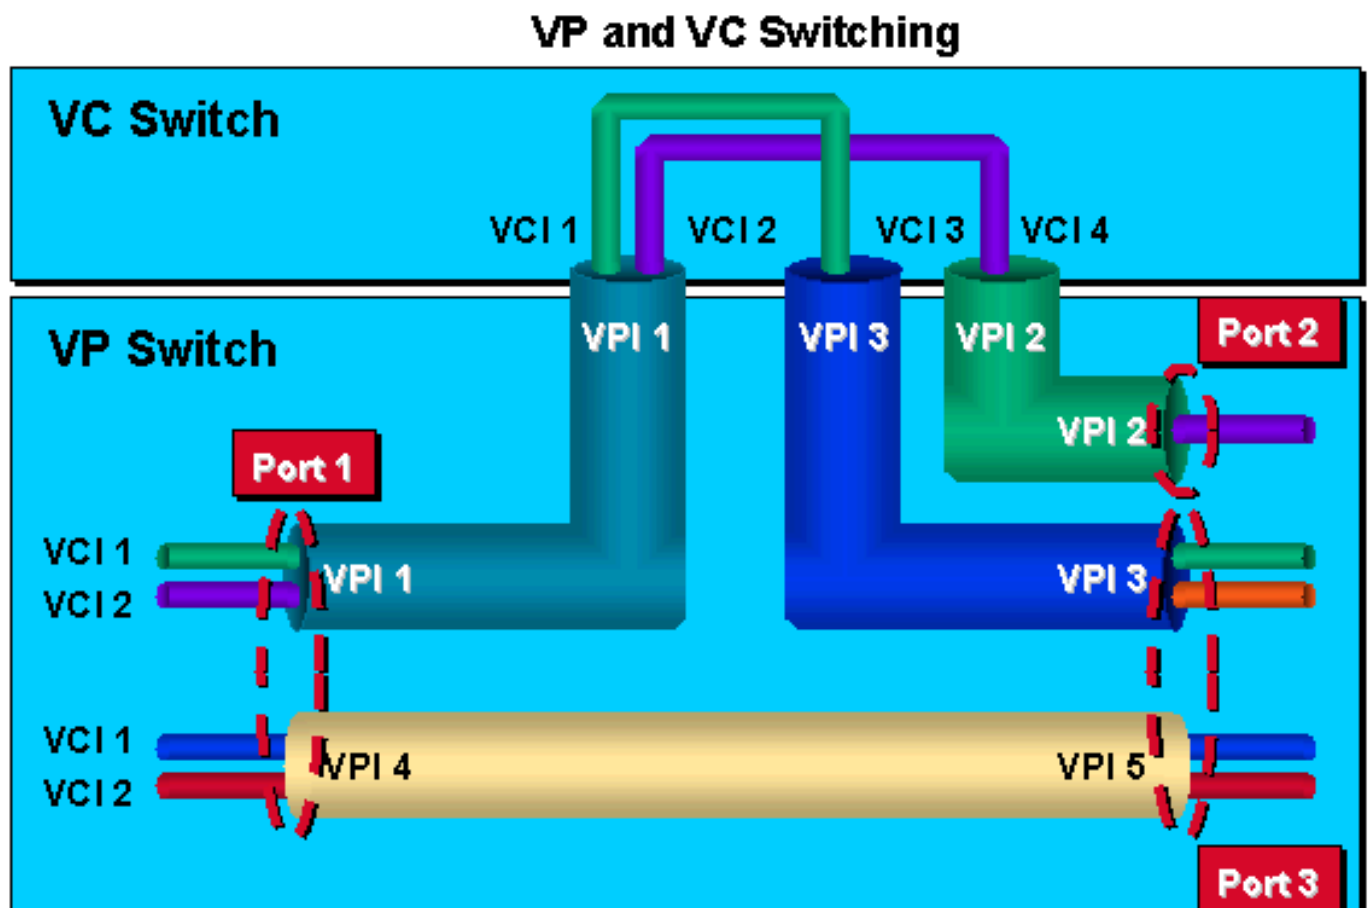 VP and VC Switching
VC Switch
VCI 1
VCI 2
VCI 3
VCI 4
VP Switch
VPI 1
VPI 3
VPI 2
Port 2
VPI 2
Port 1
VCI 1
VCI 2
VPI 1
VPI 3
VCI 1
VCI 2
VPI 4
VPI 5
Port 3